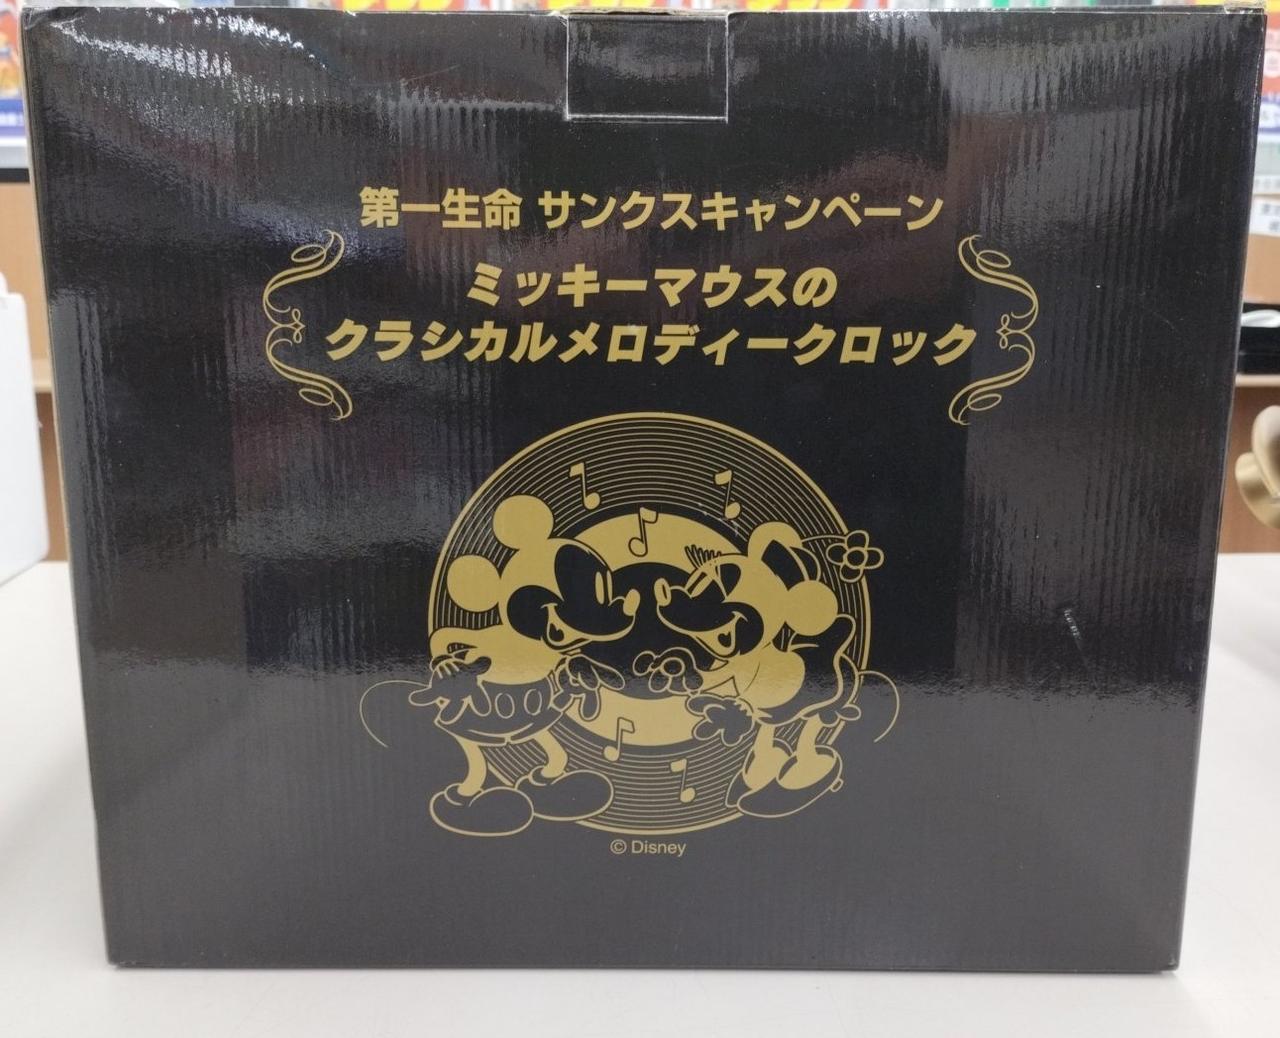 第一生命 サンクスキャンペーン
ミッキーマウスの
クラシカルメロディークロック
© Disney